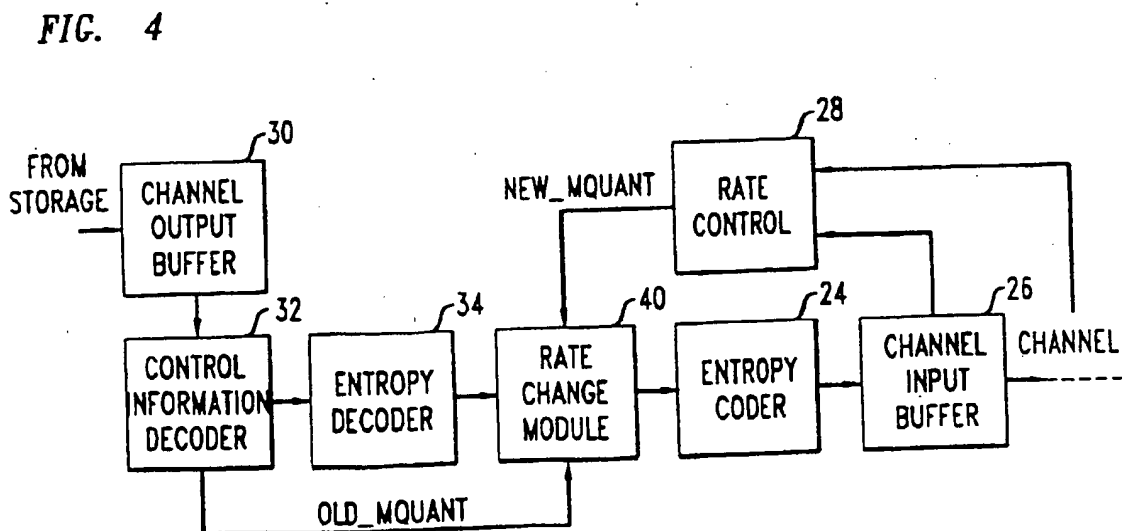 FIG. 4
FROM
STORAGE
30
CHANNEL
OUTPUT
BUFFER
32
CONTROL
INFORMATION
DECODER
34
ENTROPY
DECODER
OLD_MQUANT
NEW_MQUANT
28
RATE
CONTROL
40
RATE
CHANGE
MODULE
24
ENTROPY
CODER
26
CHANNEL
INPUT
BUFFER
CHANNEL